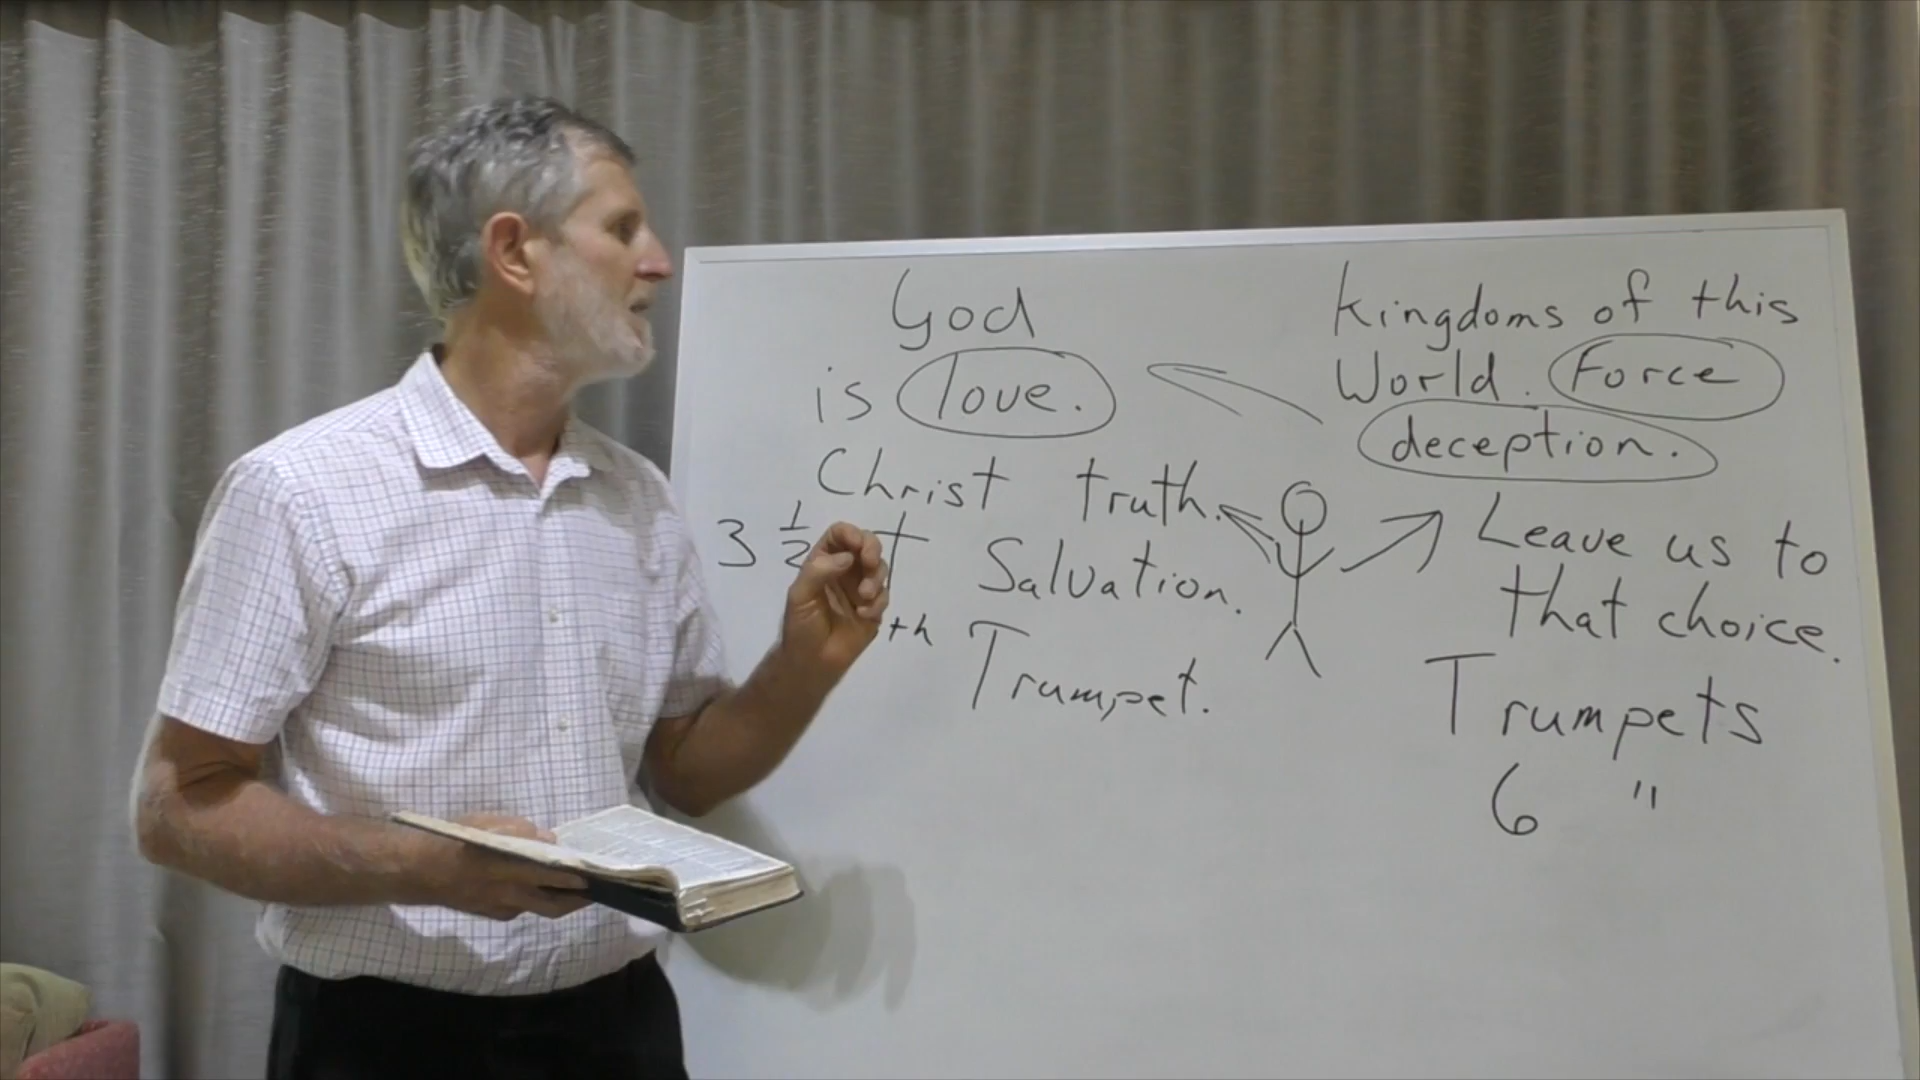 God
is love.
Christ truth.
3 1/2 Salvation.
th Trumpet.
Kingdoms of this
World. Force
deception.
Leave us to
that choice.
Trumpets
6 "